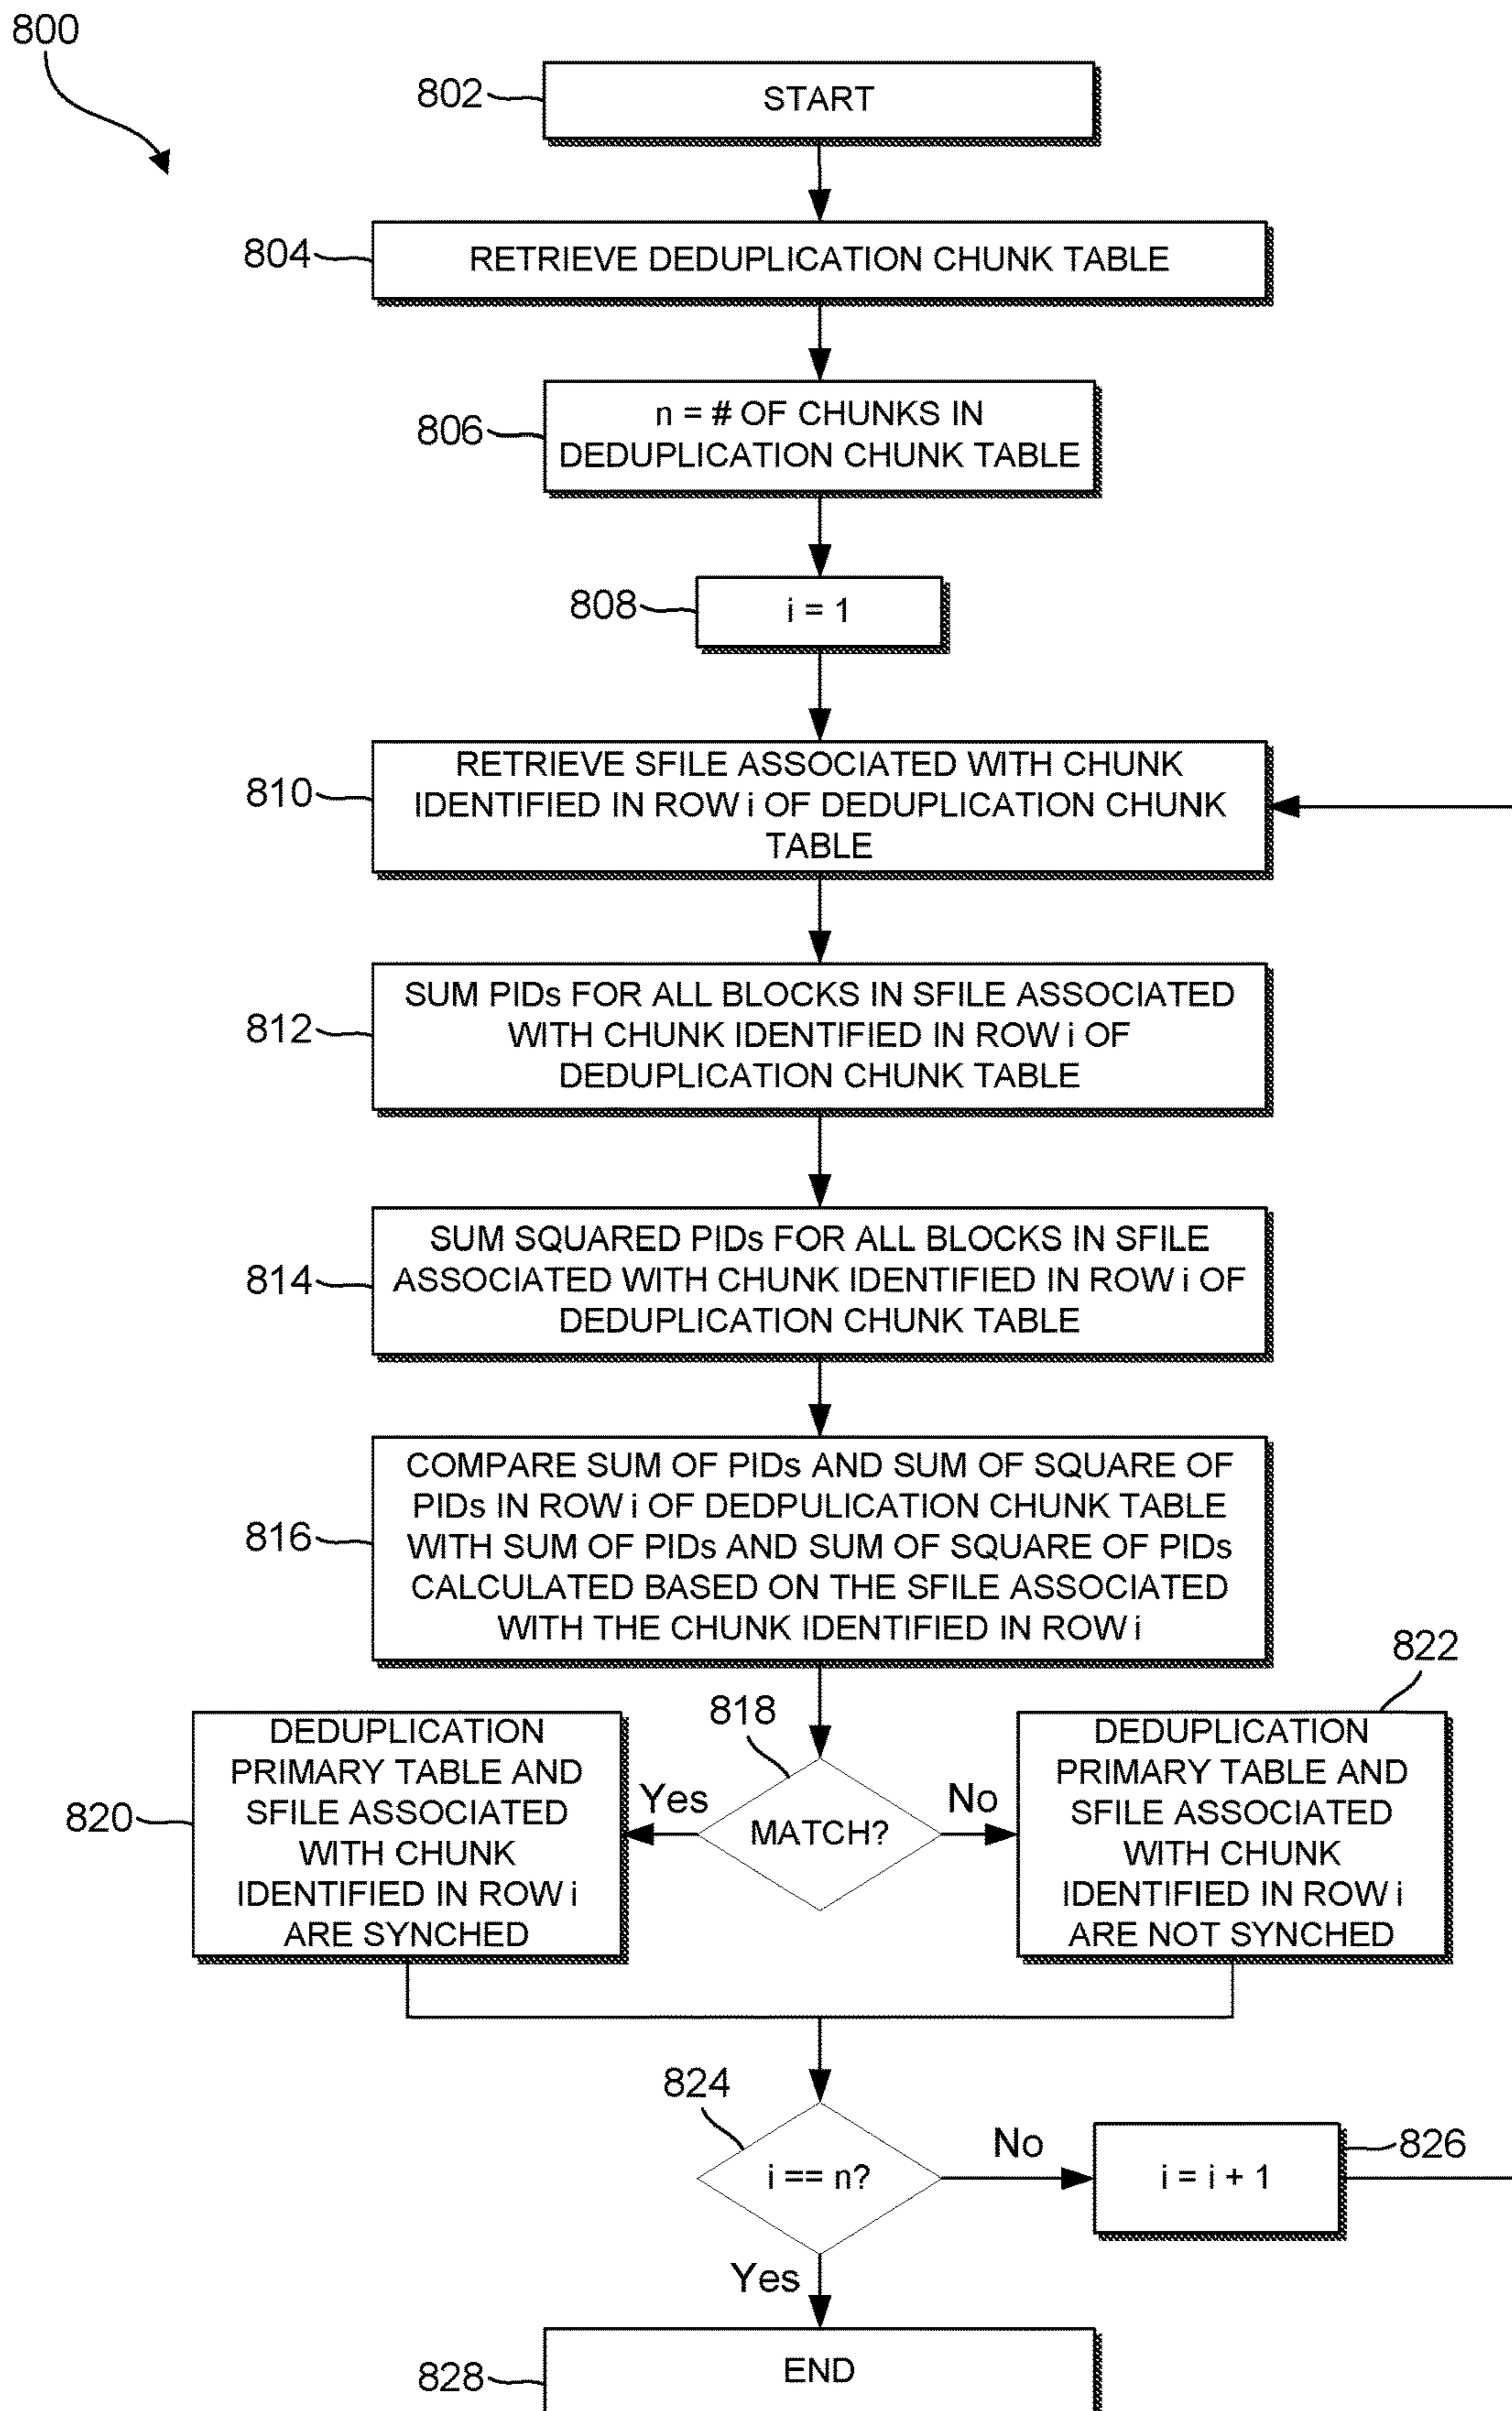 800
802
START
804
RETRIEVE DEDUPLICATION CHUNK TABLE
806
n = # OF CHUNKS IN
DEDUPLICATION CHUNK TABLE
808
i = 1
810
RETRIEVE SFILE ASSOCIATED WITH CHUNK
IDENTIFIED IN ROW i OF DEDUPLICATION CHUNK
TABLE
812
SUM PIDs FOR ALL BLOCKS IN SFILE ASSOCIATED
WITH CHUNK IDENTIFIED IN ROW i OF
DEDUPLICATION CHUNK TABLE
814
SUM SQUARED PIDs FOR ALL BLOCKS IN SFILE
ASSOCIATED WITH CHUNK IDENTIFIED IN ROW i OF
DEDUPLICATION CHUNK TABLE
816
COMPARE SUM OF PIDs AND SUM OF SQUARE OF
PIDs IN ROW i OF DEDPULICATION CHUNK TABLE
WITH SUM OF PIDs AND SUM OF SQUARE OF PIDs
CALCULATED BASED ON THE SFILE ASSOCIATED
WITH THE CHUNK IDENTIFIED IN ROW i
818
MATCH?
Yes
No
820
DEDUPLICATION
PRIMARY TABLE AND
SFILE ASSOCIATED
WITH CHUNK
IDENTIFIED IN ROW i
ARE SYNCHED
822
DEDUPLICATION
PRIMARY TABLE AND
SFILE ASSOCIATED
WITH CHUNK
IDENTIFIED IN ROW i
ARE NOT SYNCHED
824
i == n?
No
826
i = i + 1
Yes
828
END